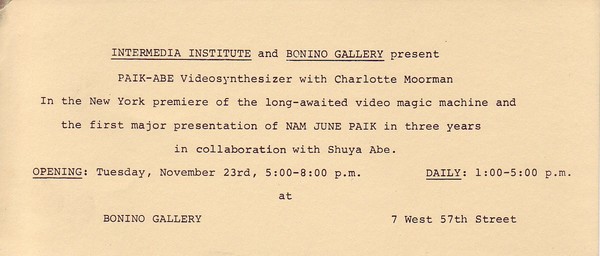 INTERMEDIA INSTITUTE and BONINO GALLERY present
PAIK-ABE Videosynthesizer with Charlotte Moorman
In the New York premiere of the long-awaited video magic machine and
the first major presentation of NAM JUNE PAIK in three years
in collaboration with Shuya Abe.
OPENING: Tuesday, November 23rd, 5:00-8:00 p.m. DAILY: 1:00-5:00 p.m.
at
BONINO GALLERY 7 West 57th Street